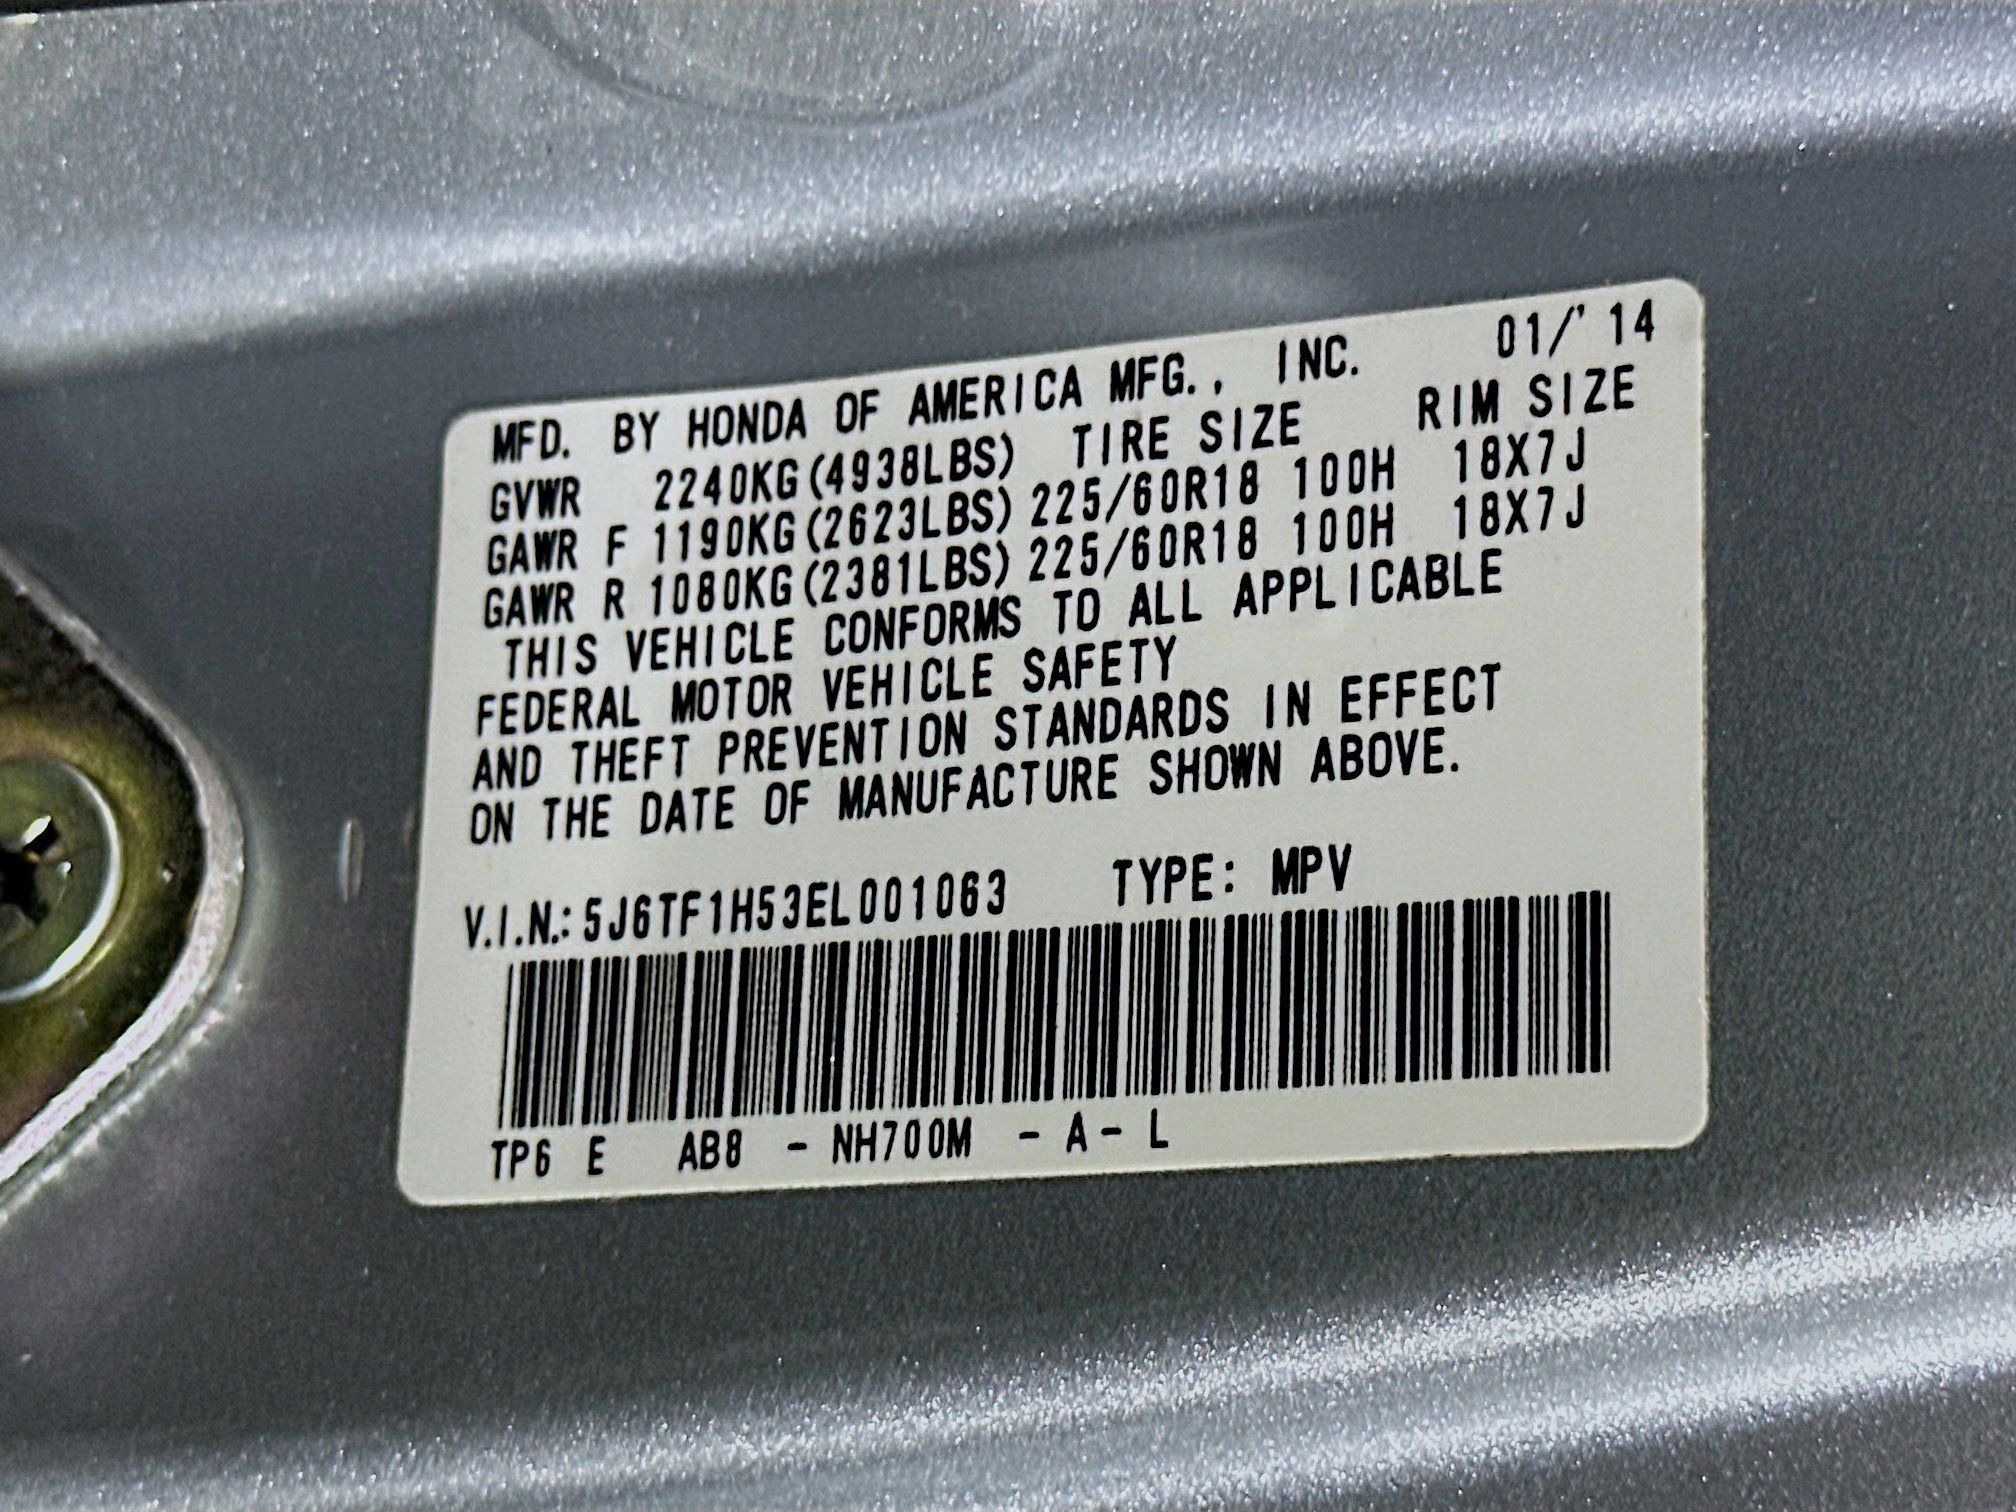 MFD. BY HONDA OF AMERICA MFG., INC. 01/'14
GVWR 2240KG(4938LBS) TIRE SIZE RIM SIZE
GAWR F 1190KG(2623LBS) 225/60R18 100H 18X7J
GAWR R 1080KG(2381LBS) 225/60R18 100H 18X7J
THIS VEHICLE CONFORMS TO ALL APPLICABLE
FEDERAL MOTOR VEHICLE SAFETY
AND THEFT PREVENTION STANDARDS IN EFFECT
ON THE DATE OF MANUFACTURE SHOWN ABOVE.
V.I.N.: 5J6TF1H53EL001063 TYPE: MPV
TP6 E AB8 - NH700M - A - L